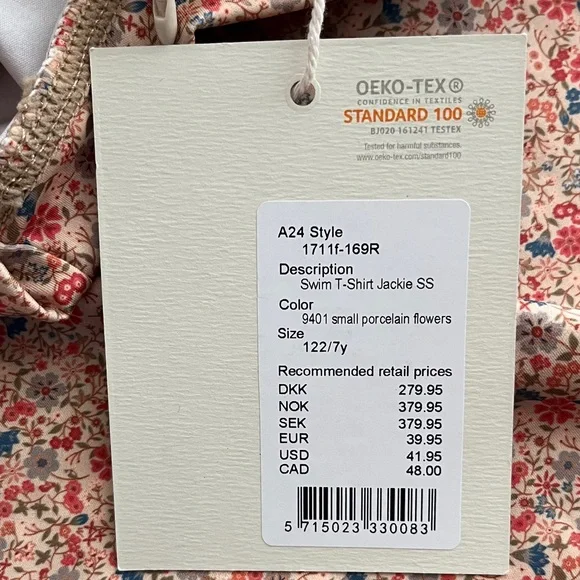 OEKO-TEX®
CONFIDENCE IN TEXTILES
STANDARD 100
BJ020 161241 TESTEX
Tested for harmful substances.
www.oeko-tex.com/standard100
A24 Style
1711f-169R
Description
Swim T-Shirt Jackie SS
Color
9401 small porcelain flowers
Size
122/7y
Recommended retail prices
DKK 279.95
NOK 379.95
SEK 379.95
EUR 39.95
USD 41.95
CAD 48.00
5 715023 330083